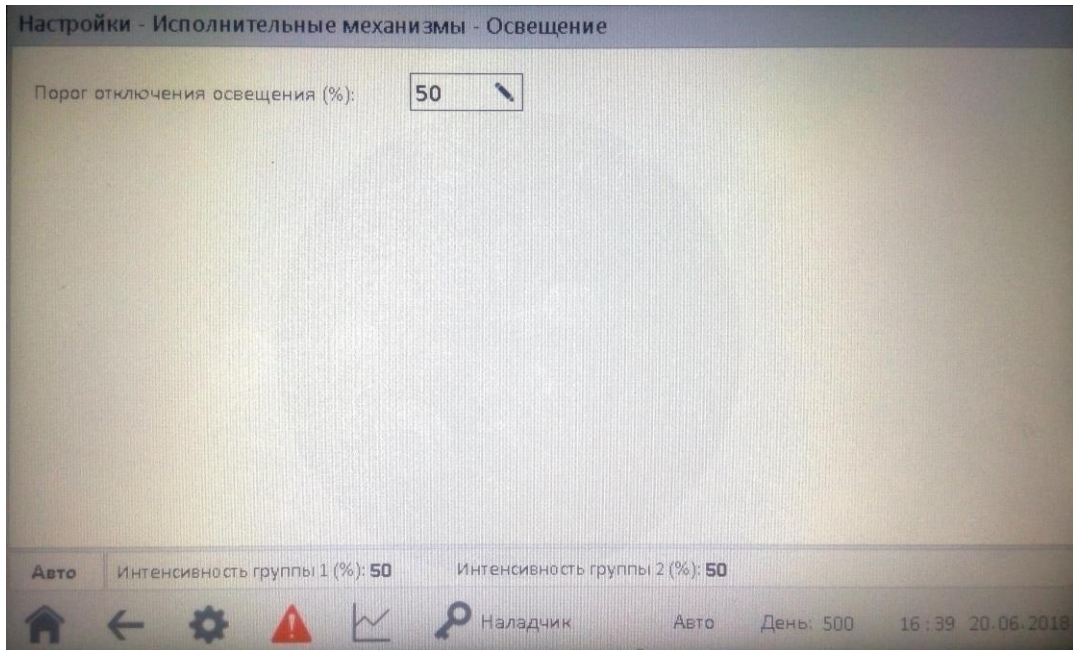 Настройки - Исполнительные механизмы - Освещение
Порог отключения освещения (%): 50
Авто Интенсивность группы 1 (%): 50 Интенсивность группы 2 (%): 50
Наладчик Авто День: 500 16:39 20.06.2018